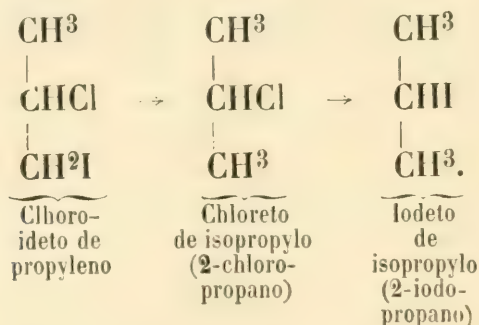 CH³ CH³ CH³
CHCl → CHCl → CHI
CH²I CH³ CH³.
Clhoro- Chloreto Iodeto
ideto de de isopropylo de
propyleno (2-chloro- isopropylo
propano) (2-iodo-
propano)